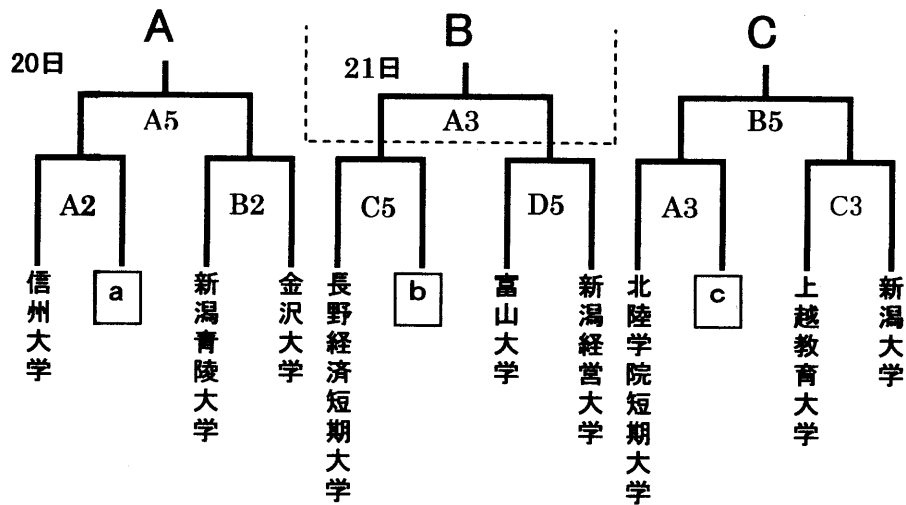 A
B
C
20日
21日
A5
A3
B5
A2
B2
C5
D5
A3
C3
信州大学
a
新潟青陵大学
金沢大学
長野経済短期大学
b
富山大学
新潟経営大学
北陸学院短期大学
c
上越教育大学
新潟大学